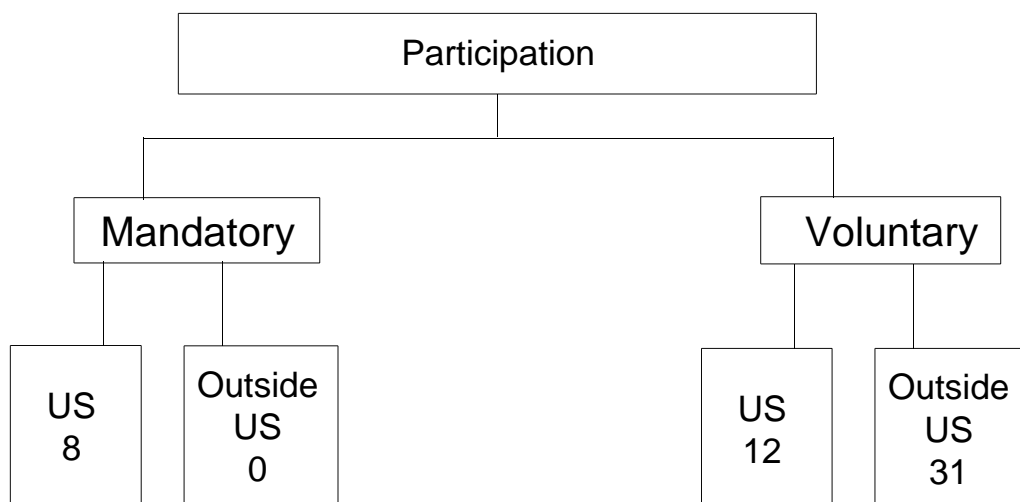 Participation
Mandatory
Voluntary
US
8
Outside
US
0
US
12
Outside
US
31